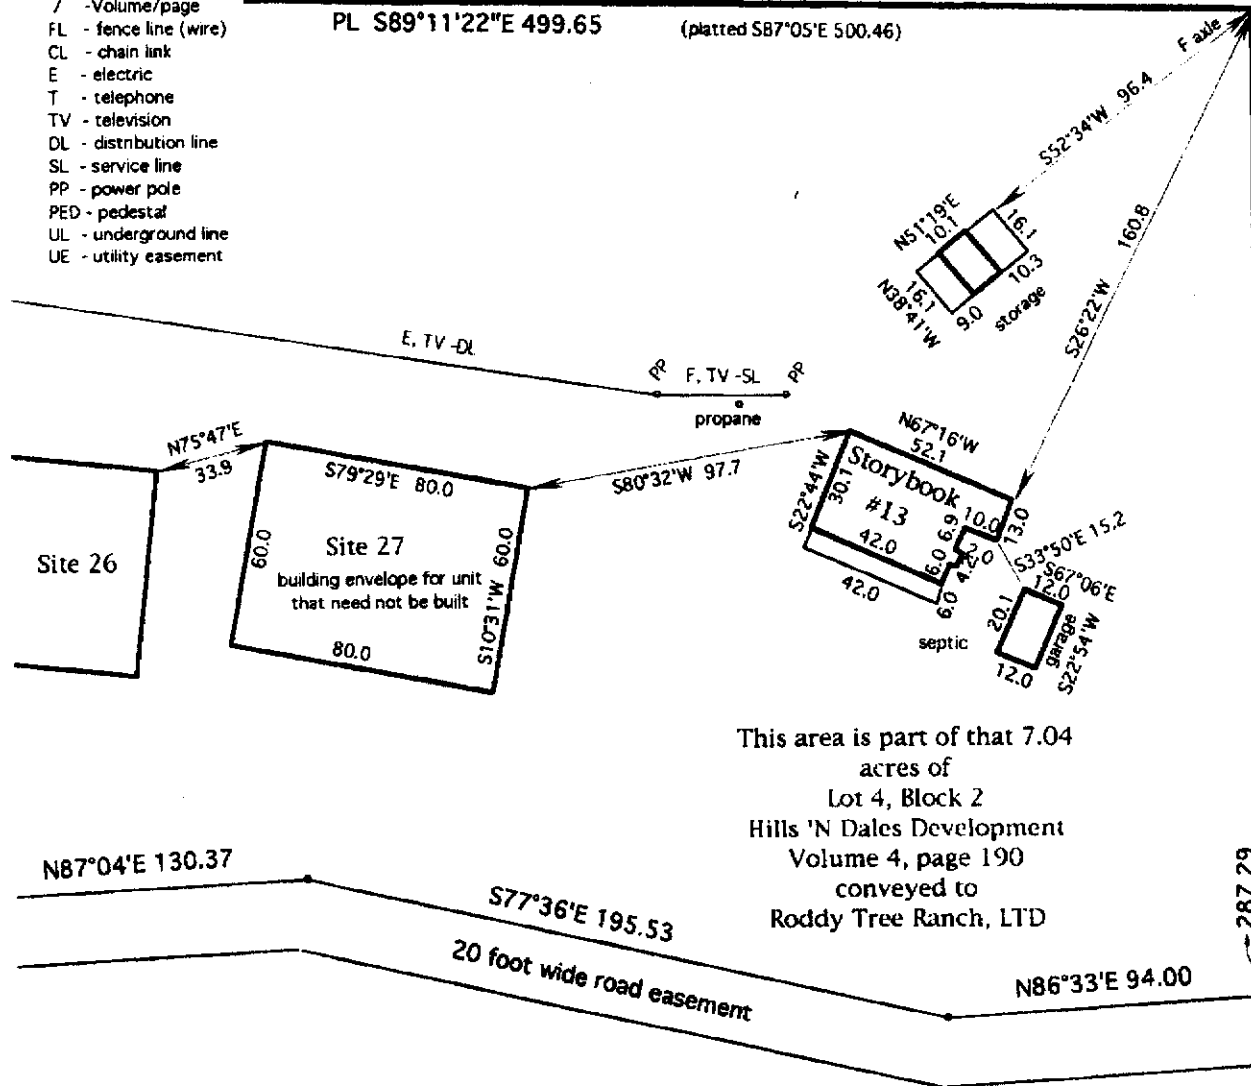 / -Volume/page
FL - fence line (wire)
CL - chain link
E - electric
T - telephone
TV - television
DL - distribution line
SL - service line
PP - power pole
PED - pedestal
UL - underground line
UE - utility easement
PL S89°11'22"E 499.65
(platted S87°05'E 500.46)
F axle
S52°34'W 96.4
S26°22'W 160.8
N51°19'E
10.1
16.1
10.3
9.0
16.1
N38°41'W
storage
E, TV -DL
PP
F, TV -SL
PP
propane
N75°47'E
33.9
S79°29'E 80.0
S80°32'W 97.7
N67°16'W
52.1
S22°44'W
30.1
Storybook
#13
10.0
13.0
6.9
2.0
4.2
6.0
42.0
42.0
6.0
S33°50'E 15.2
S67°06'E
12.0
20.1
garage
S22°54'W
12.0
septic
Site 26
60.0
Site 27
building envelope for unit
that need not be built
S10°31'W 60.0
80.0
This area is part of that 7.04
acres of
Lot 4, Block 2
Hills 'N Dales Development
Volume 4, page 190
conveyed to
Roddy Tree Ranch, LTD
287.29
N87°04'E 130.37
S77°36'E 195.53
20 foot wide road easement
N86°33'E 94.00